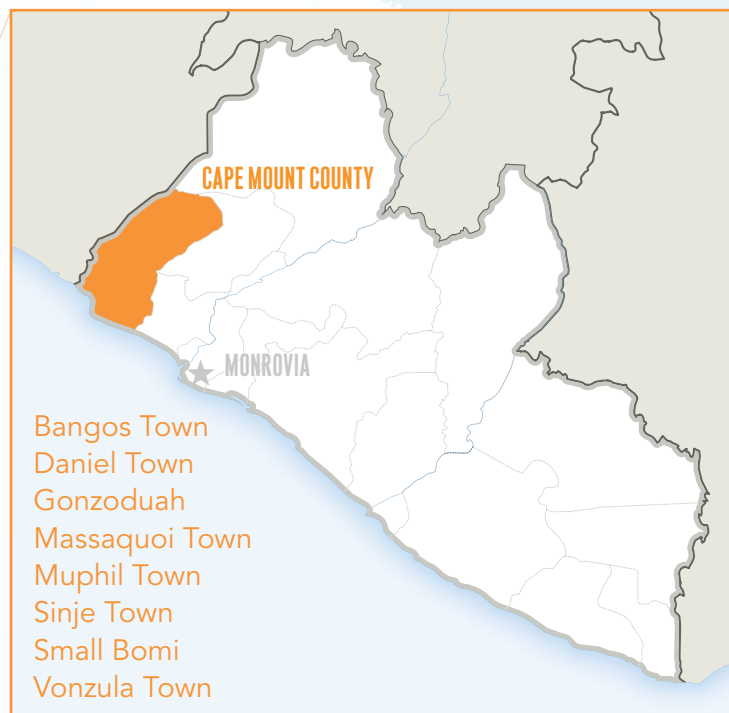 CAPE MOUNT COUNTY
MONROVIA
Bangos Town
Daniel Town
Gonzoduah
Massaquoi Town
Muphil Town
Sinje Town
Small Bomi
Vonzula Town